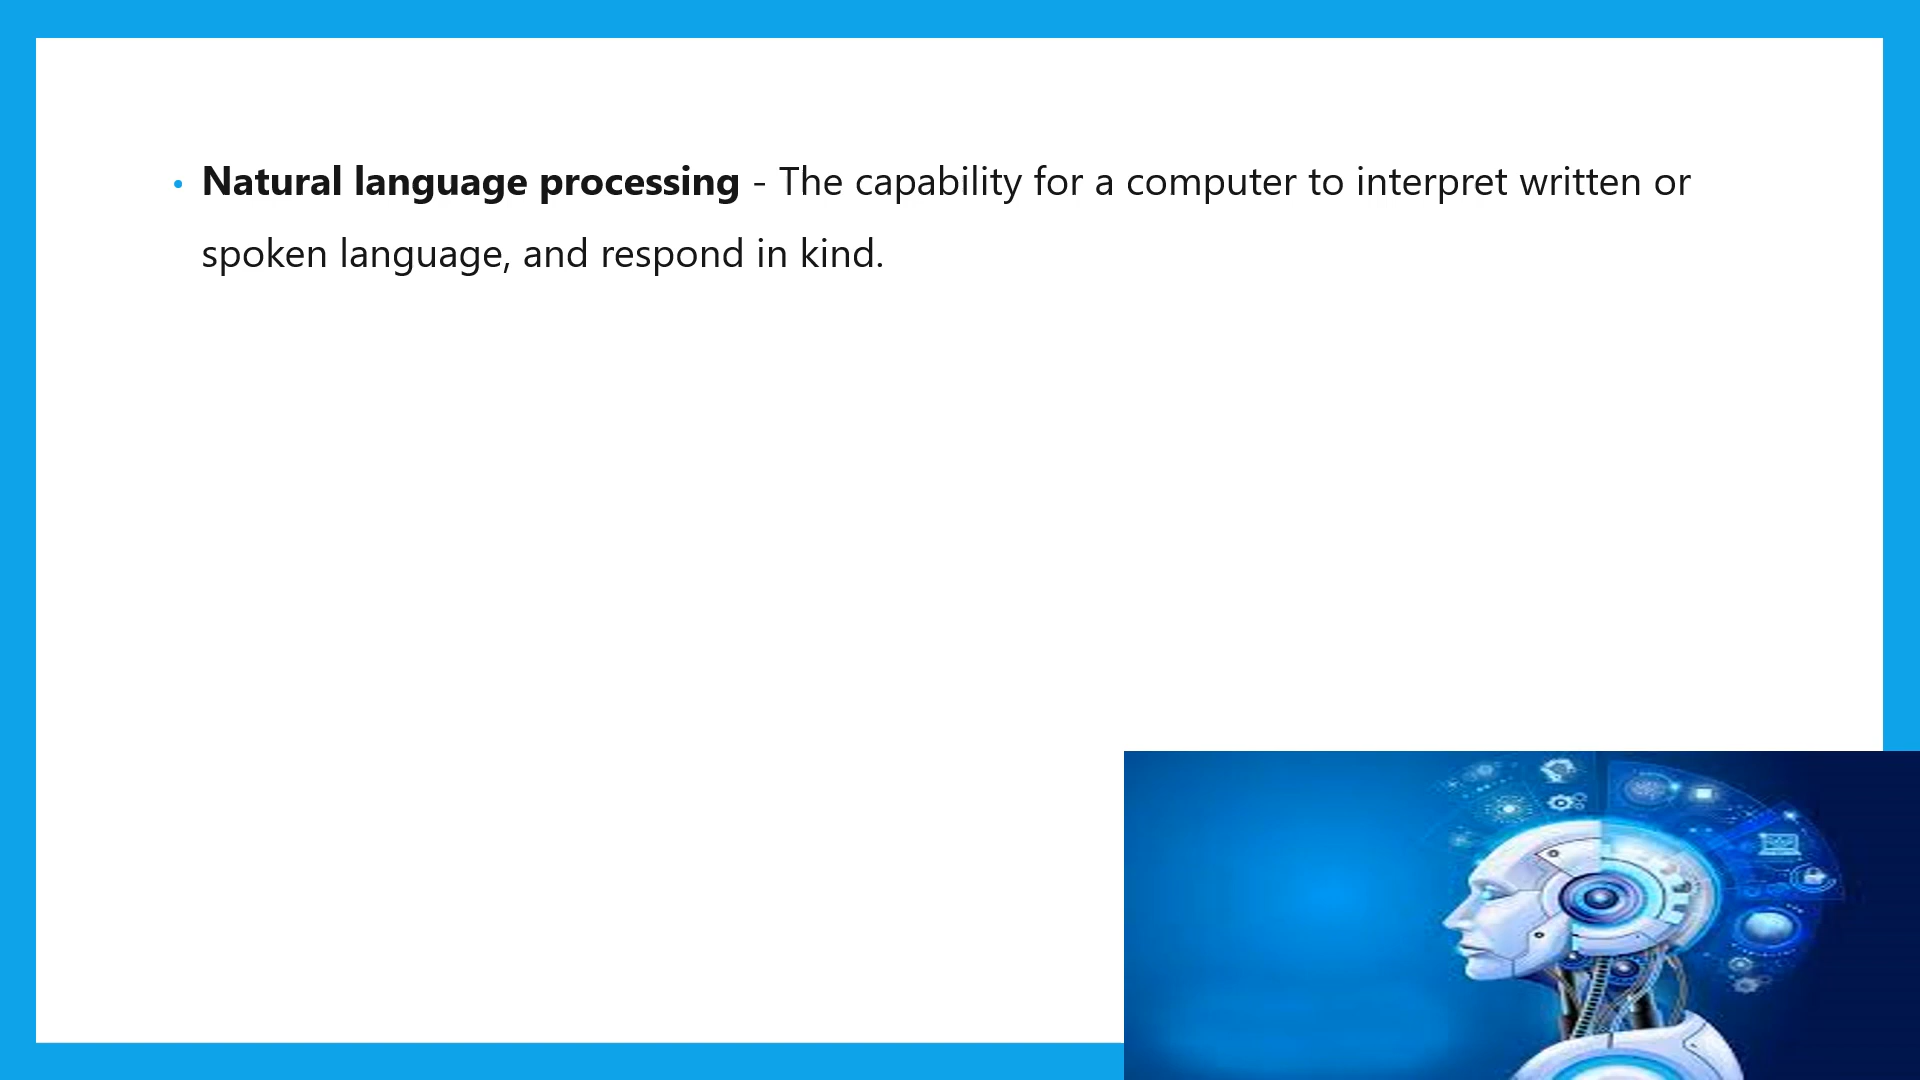 • Natural language processing - The capability for a computer to interpret written or
spoken language, and respond in kind.